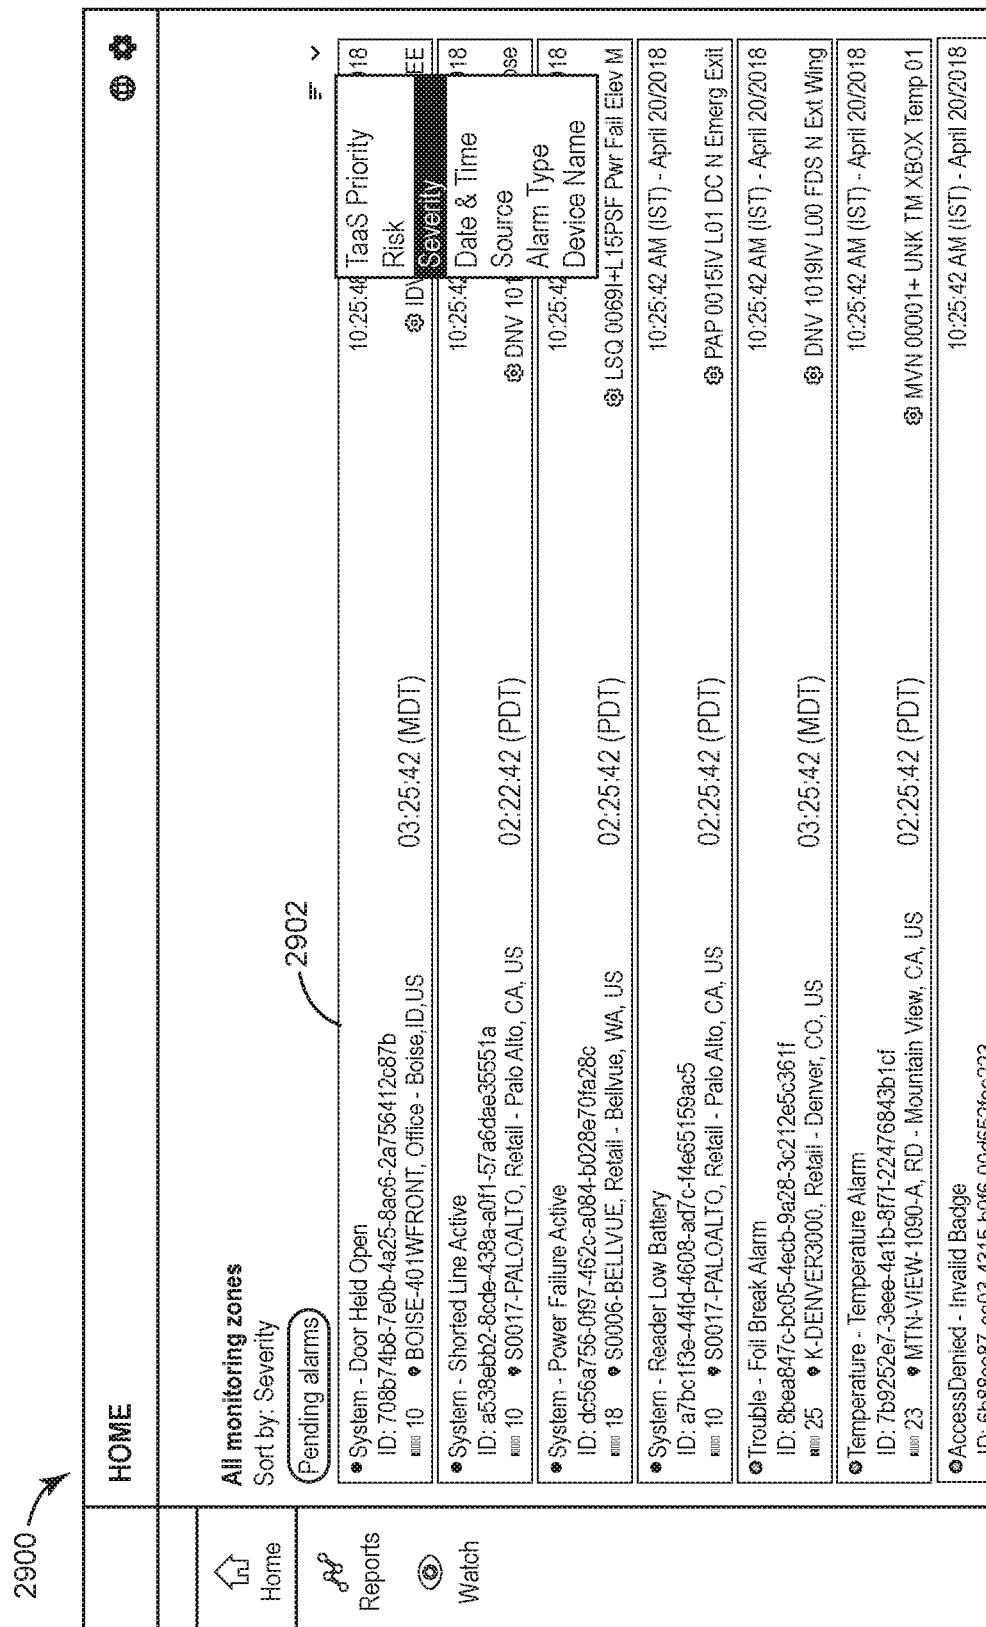 2900
HOME
Home
Reports
Watch
All monitoring zones
Sort by: Severity
Pending alarms
2902
TaaS Priority
Risk
Severity
Date & Time
Source
Alarm Type
Device Name
System - Door Held Open
ID: 708b74b8-7e0b-4a25-8ac6-2a756412c87b
10 BOISE-401WFRONT, Office - Boise,ID,US
03:25:42 (MDT)
System - Shorted Line Active
ID: a538ebb2-8cde-438a-a0f1-57a6dae35551a
10 S0017-PALOALTO, Retail - Palo Alto, CA, US
02:22:42 (PDT)
10:25:42
DNV 101
System - Power Failure Active
ID: dc56a756-0f97-462c-a084-b028e70fa28c
18 S0006-BELLVUE, Retail - Bellvue, WA, US
02:25:42 (PDT)
10:25:42
LSQ 0069I+L15PSF Pwr Fail Elev M
System - Reader Low Battery
ID: a7bc1f3e-44fd-4608-ad7c-f4e65159ac5
10 S0017-PALOALTO, Retail - Palo Alto, CA, US
02:25:42 (PDT)
10:25:42 AM (IST) - April 20/2018
PAP 0015IV L01 DC N Emerg Exit
Trouble - Foil Break Alarm
ID: 8bea847c-bc05-4ecb-9a28-3c212e5c361f
25 K-DENVER3000, Retail - Denver, CO, US
03:25:42 (MDT)
10:25:42 AM (IST) - April 20/2018
DNV 1019IV L00 FDS N Ext Wing
Temperature - Temperature Alarm
ID: 7b9252e7-3eee-4a1b-8f71-22476843b1cf
23 MTN-VIEW-1090-A, RD - Mountain View, CA, US
02:25:42 (PDT)
10:25:42 AM (IST) - April 20/2018
MVN 00001+ UNK TM XBOX Temp 01
AccessDenied - Invalid Badge
10:25:42 AM (IST) - April 20/2018